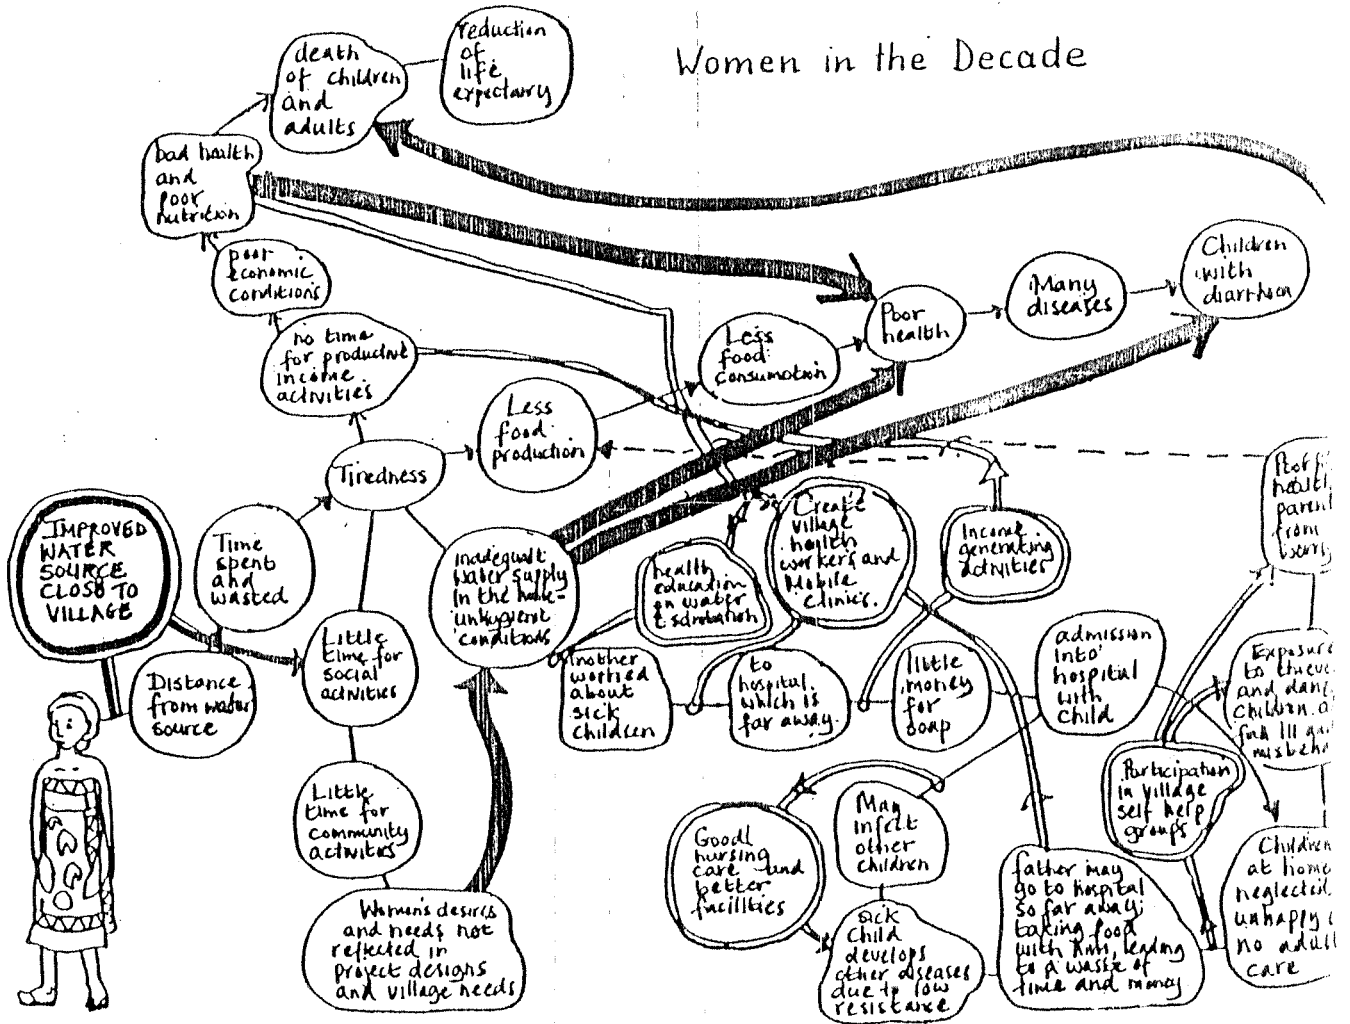 Women in the Decade
death
of children
and
adults
reduction
of
life
expectancy
bad health
and
poor
nutrition
poor
economic
conditions
no time
for productive
income
activities
Tiredness
Less
food
production
Less
food
consumption
Poor
health
Many
diseases
Children
with
diarrhoea
IMPROVED
WATER
SOURCE
CLOSE TO
VILLAGE
Time
spent
and
wasted
Distance
from water
source
Little
time for
social
activities
Little
time for
community
activities
Women's desires
and needs not
reflected in
project designs
and village needs
inadequate
water supply
in the home-
conditions
health
education
on water
Create
village
health
workers and
Mobile
clinics.
Income
generating
activities
Mother
worried
about
sick
children
to
hospital
which is
far away.
little
money
for
soap
admission
into
hospital
with
child
Good
nursing
care and
better
facilities
May
infect
other
children
sick
child
develops
other diseases
due to low
resistance
father may
go to hospital
so far away;
taking food
with him, leading
to a waste of
time and money
Participation
in village
self help
groups
Poor
health
from
Exposure
to
and
children
Children
at home
neglected
unhappy
no adult
care